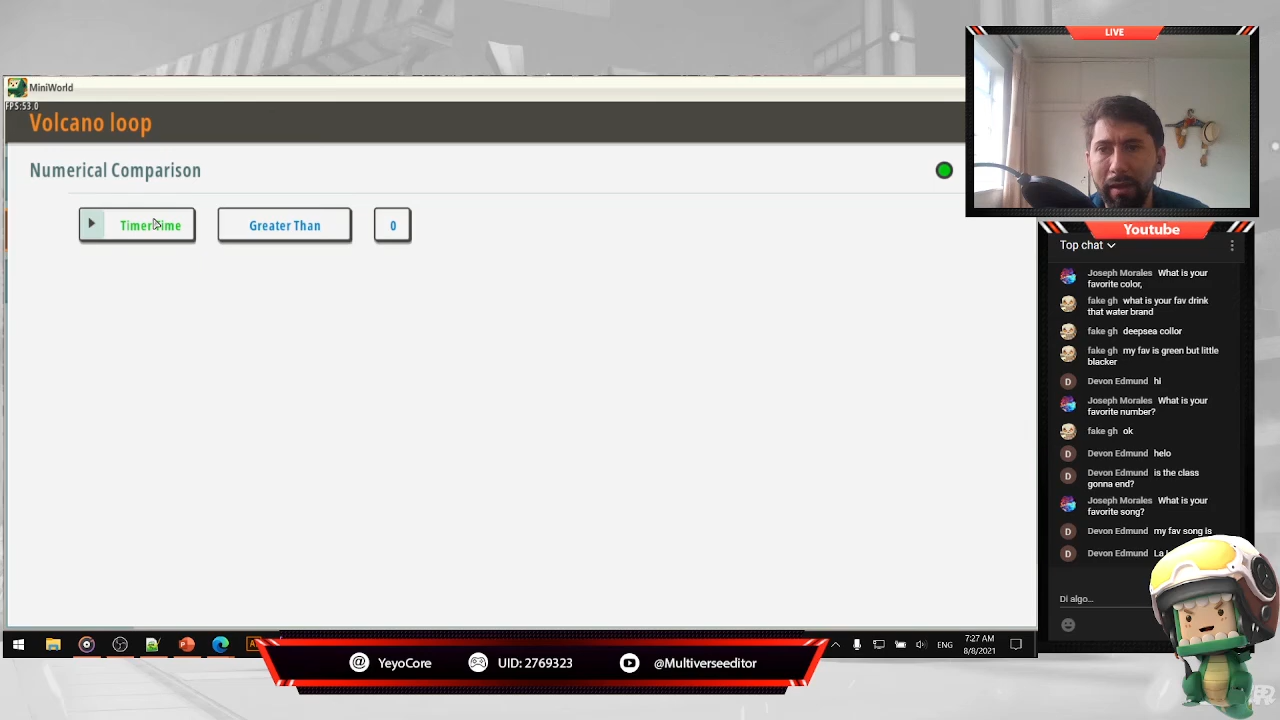 LIVE
MiniWorld
FPS:53.0
Volcano loop
Numerical Comparison
Greater Than
0
Youtube
Top chat
Joseph Morales What is your
favorite color,
fake gh what is your fav drink
that water brand
fake gh deepsea collor
fake gh my fav is green but little
blacker
D Devon Edmund hi
Joseph Morales What is your
favorite number?
fake gh ok
D Devon Edmund helo
D Devon Edmund is the class
gonna end?
Joseph Morales What is your
favorite song?
D Devon Edmund my fav song is
D Devon Edmund La
Di algo...
ENG
7:27 AM
8/8/2021
YeyoCore
UID: 2769323
@Multiverseeditor